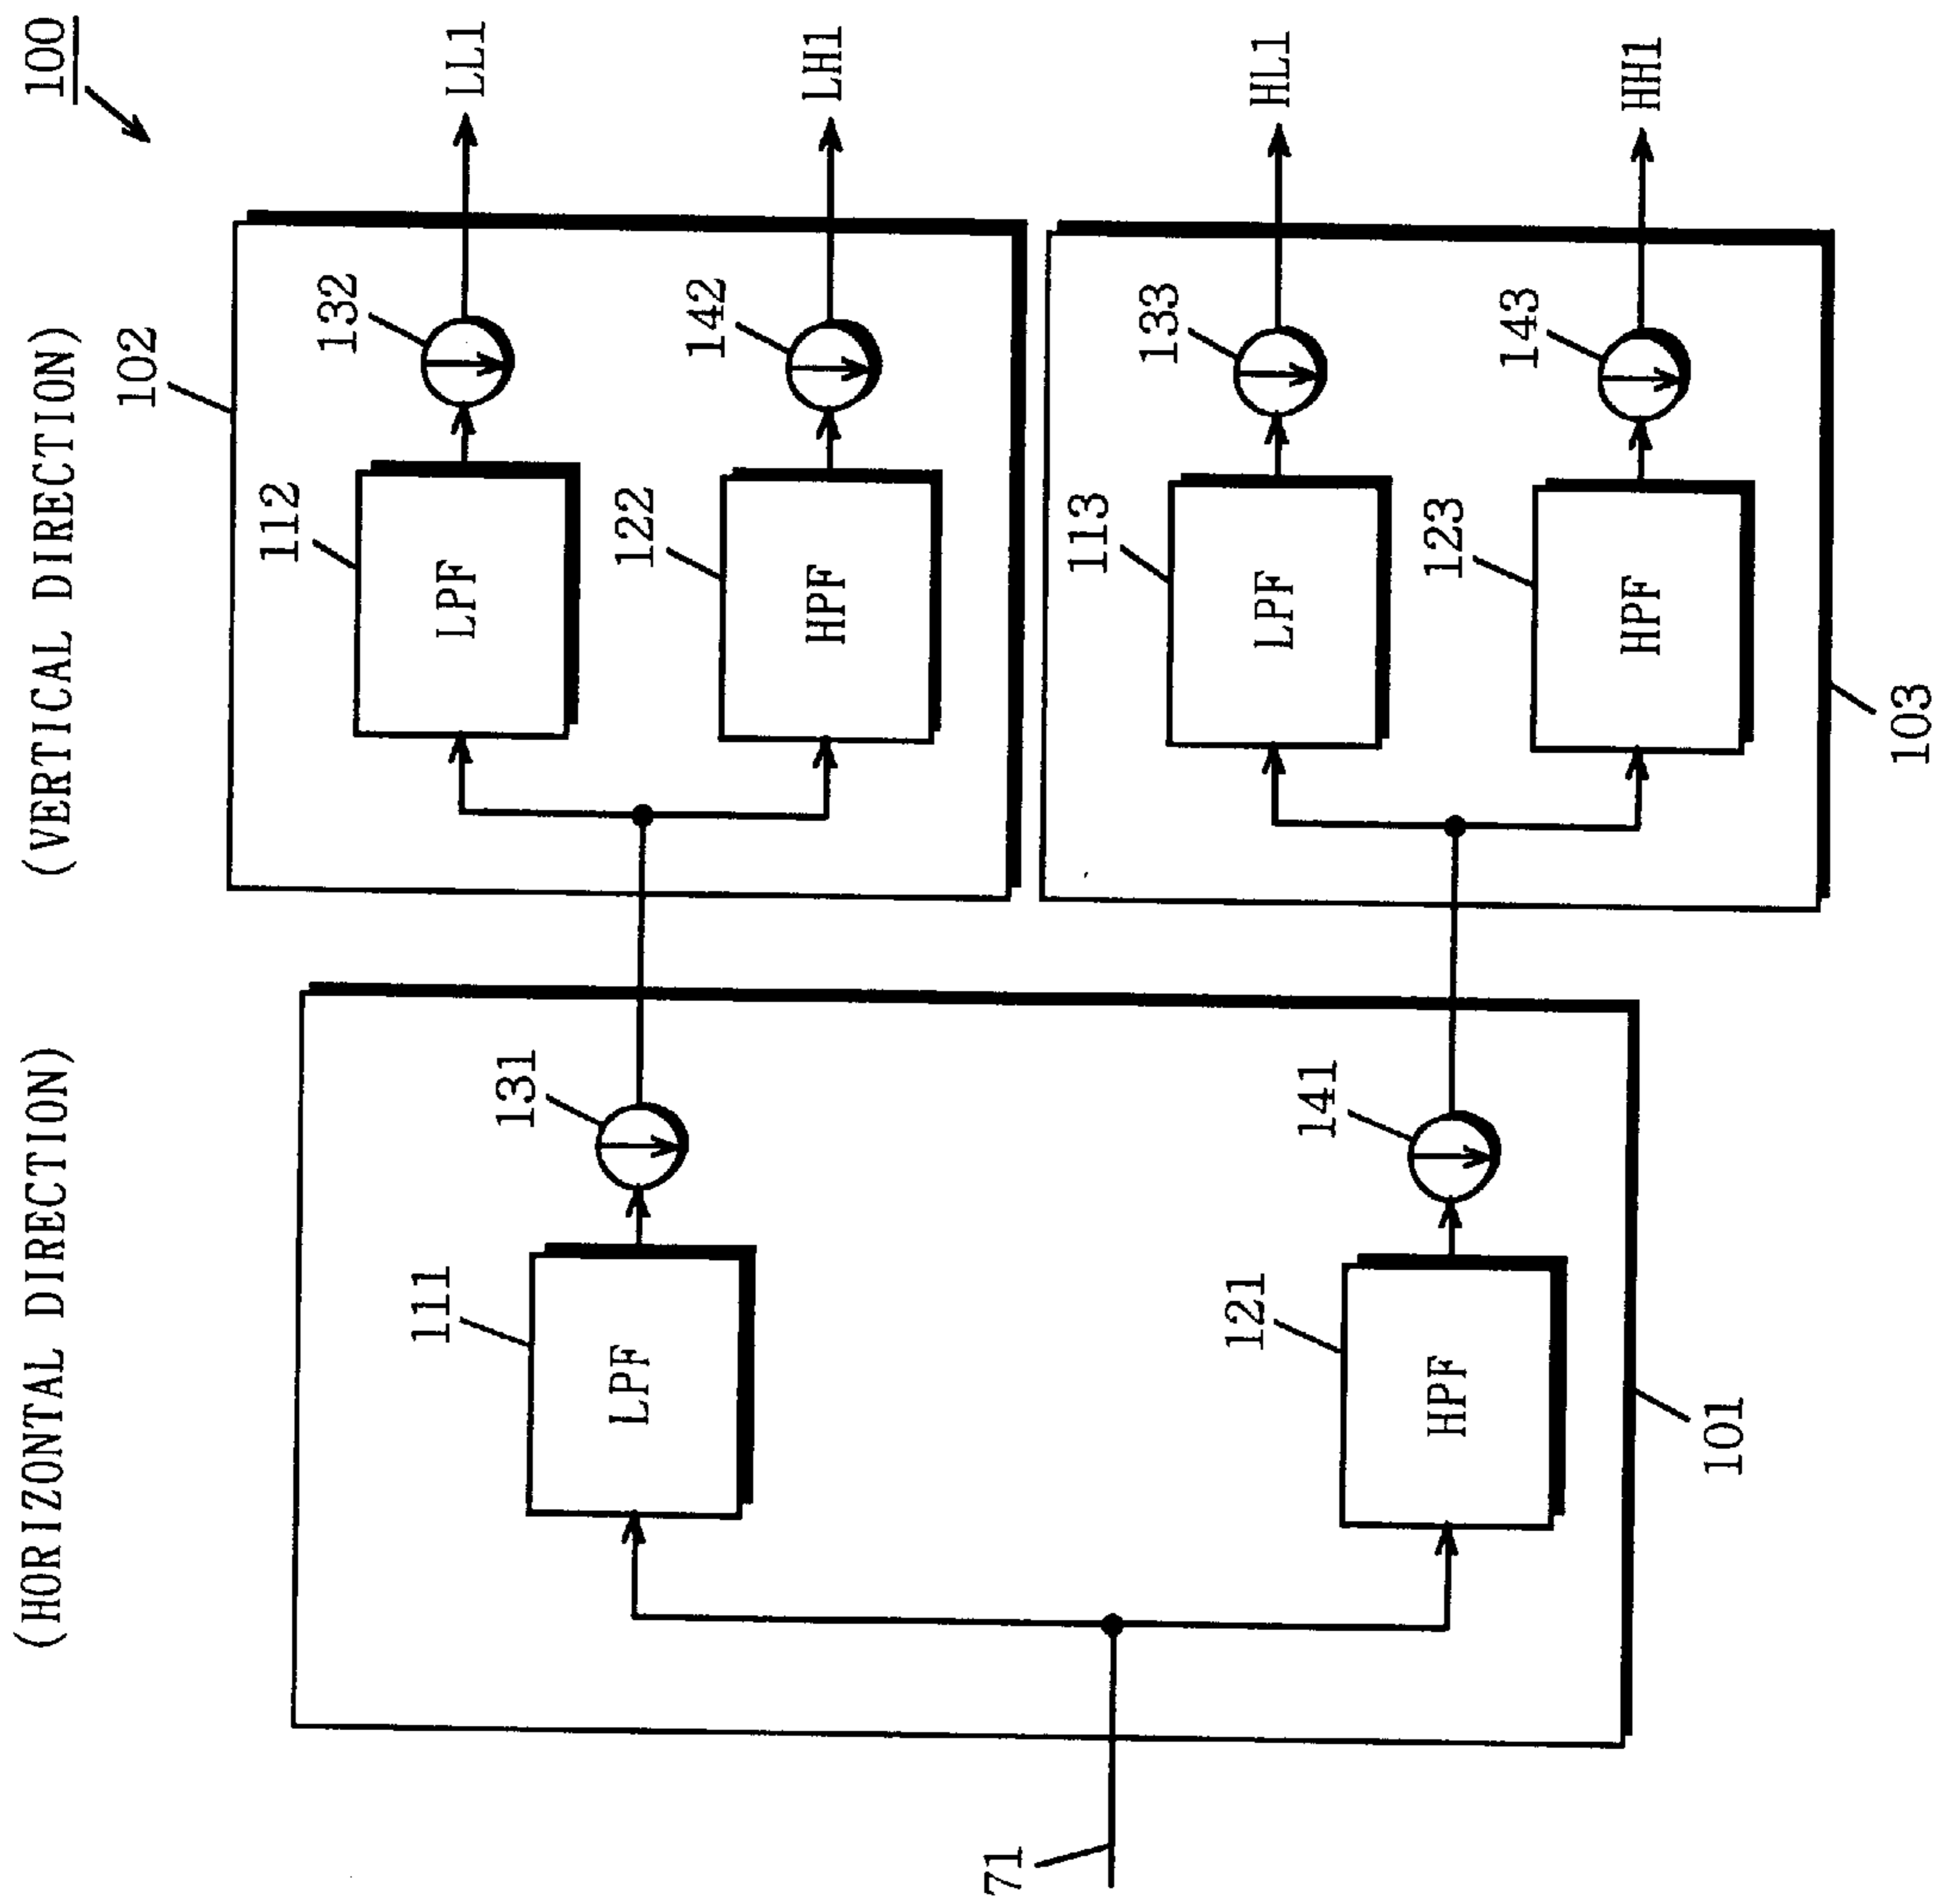 100
(HORIZONTAL DIRECTION)
(VERTICAL DIRECTION)
102
132
LL1
112
LPF
142
LH1
122
HPF
131
111
LPF
133
HL1
113
LPF
143
HH1
123
HPF
103
141
121
HPF
101
71